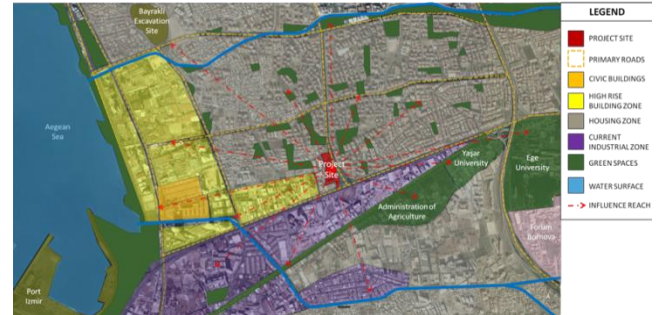 Bayraklı
Excavation
Site
Aegean
Sea
Project
Site
Yaşar
University
Ege
University
Administration of
Agriculture
Forum
Bornova
Port
Izmir
LEGEND
PROJECT SITE
PRIMARY ROADS
CIVIC BUILDINGS
HIGH RISE
BUILDING ZONE
HOUSING ZONE
CURRENT
INDUSTRIAL ZONE
GREEN SPACES
WATER SURFACE
INFLUENCE REACH